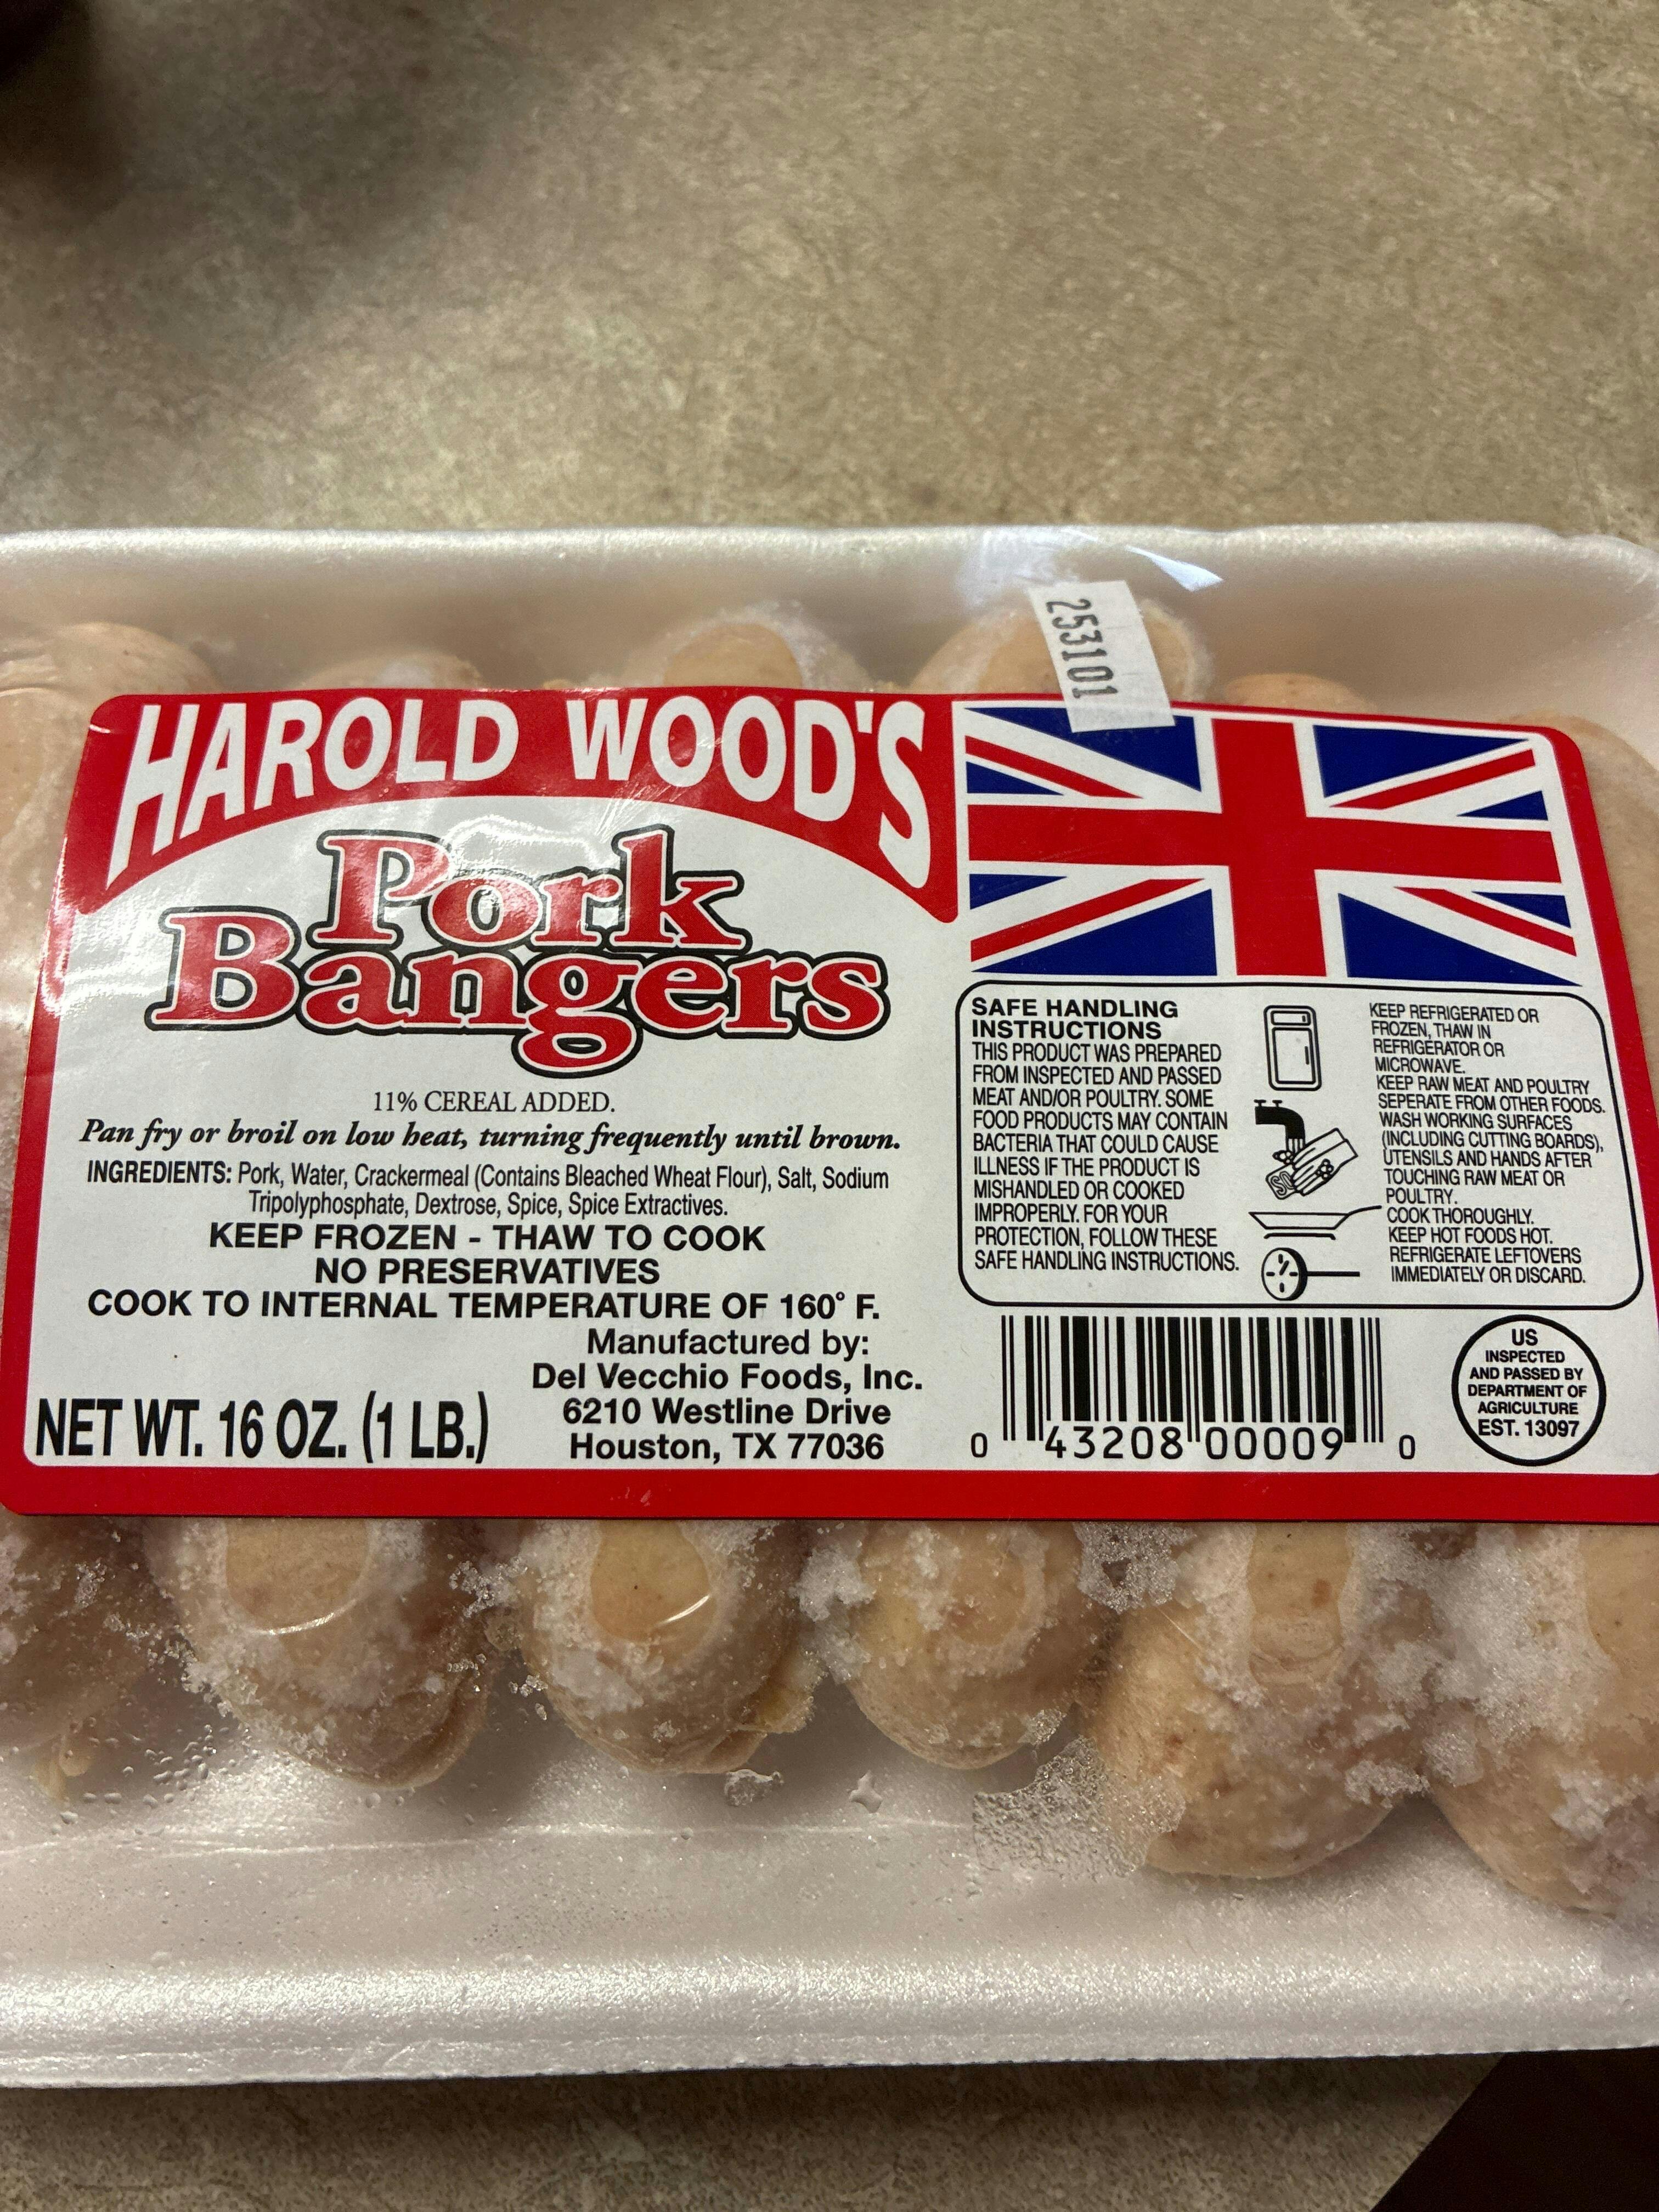 253101
HAROLD WOOD'S
Pork
Bangers
11% CEREAL ADDED.
Pan fry or broil on low heat, turning frequently until brown.
INGREDIENTS: Pork, Water, Crackermeal (Contains Bleached Wheat Flour), Salt, Sodium
Tripolyphosphate, Dextrose, Spice, Spice Extractives.
KEEP FROZEN - THAW TO COOK
NO PRESERVATIVES
COOK TO INTERNAL TEMPERATURE OF 160° F.
Manufactured by:
Del Vecchio Foods, Inc.
6210 Westline Drive
Houston, TX 77036
NET WT. 16 OZ. (1 LB.)
SAFE HANDLING
INSTRUCTIONS
THIS PRODUCT WAS PREPARED
FROM INSPECTED AND PASSED
MEAT AND/OR POULTRY. SOME
FOOD PRODUCTS MAY CONTAIN
BACTERIA THAT COULD CAUSE
ILLNESS IF THE PRODUCT IS
MISHANDLED OR COOKED
IMPROPERLY. FOR YOUR
PROTECTION, FOLLOW THESE
SAFE HANDLING INSTRUCTIONS.
KEEP REFRIGERATED OR
FROZEN, THAW IN
REFRIGERATOR OR
MICROWAVE.
KEEP RAW MEAT AND POULTRY
SEPERATE FROM OTHER FOODS.
WASH WORKING SURFACES
(INCLUDING CUTTING BOARDS),
UTENSILS AND HANDS AFTER
TOUCHING RAW MEAT OR
POULTRY.
COOK THOROUGHLY.
KEEP HOT FOODS HOT.
REFRIGERATE LEFTOVERS
IMMEDIATELY OR DISCARD.
0 43208 00009 0
US
INSPECTED
AND PASSED BY
DEPARTMENT OF
AGRICULTURE
EST. 13097